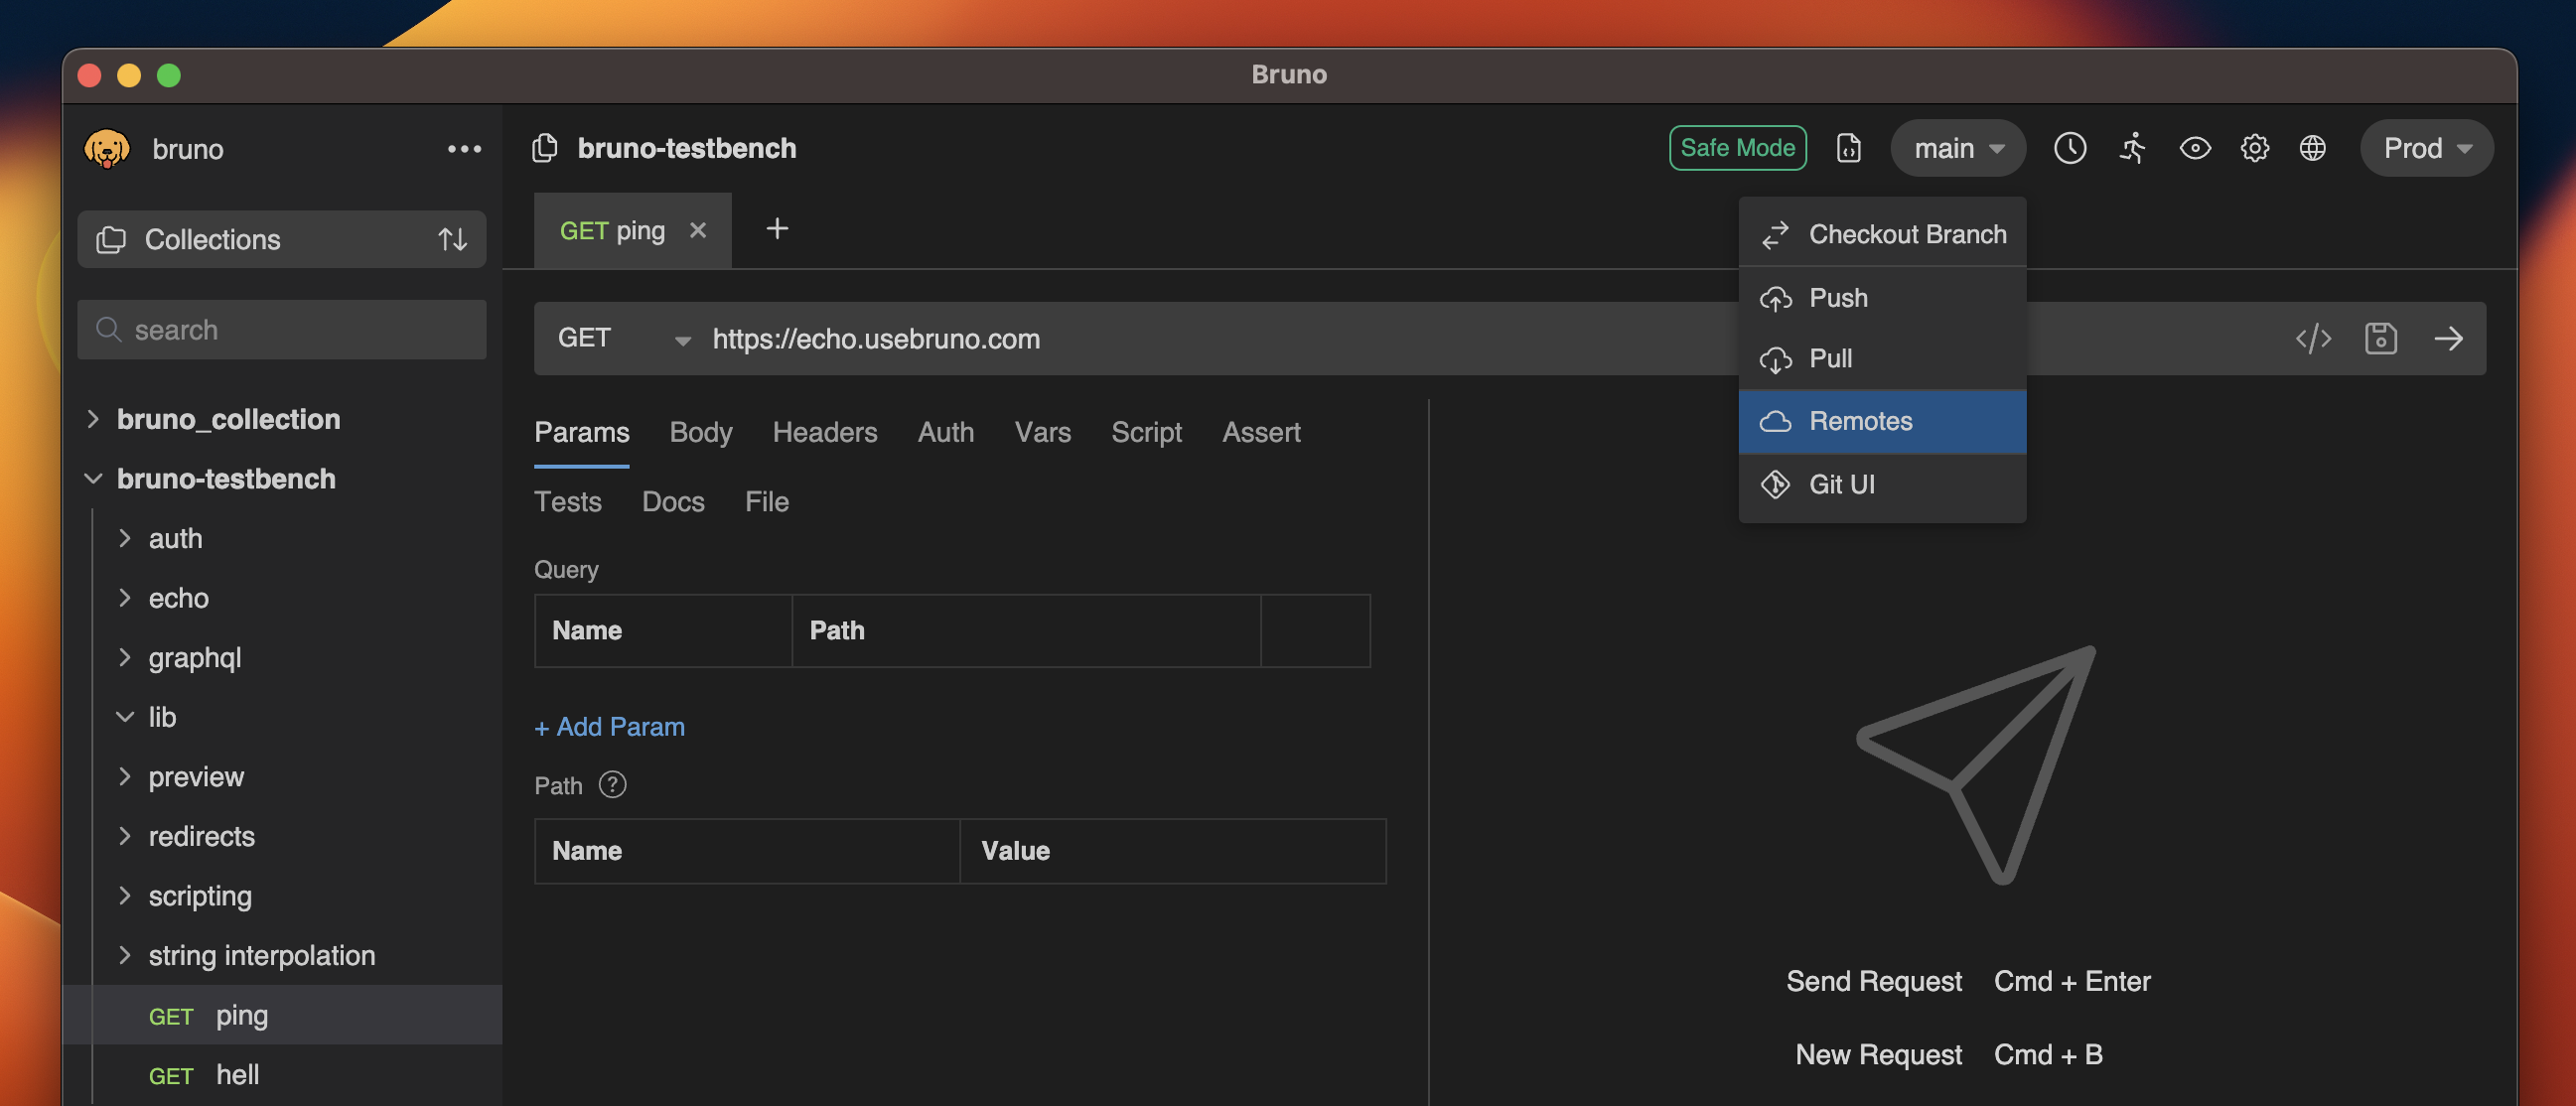 Bruno
bruno
Collections
search
bruno_collection
bruno-testbench
auth
echo
graphql
lib
preview
redirects
scripting
string interpolation
GET ping
GET hell
bruno-testbench
Safe Mode
main
Prod
GET ping
Checkout Branch
Push
Pull
Remotes
Git UI
GET https://echo.usebruno.com
Params Body Headers Auth Vars Script Assert
Tests Docs File
Query
Name Path
+ Add Param
Path ?
Name Value
Send Request Cmd + Enter
New Request Cmd + B